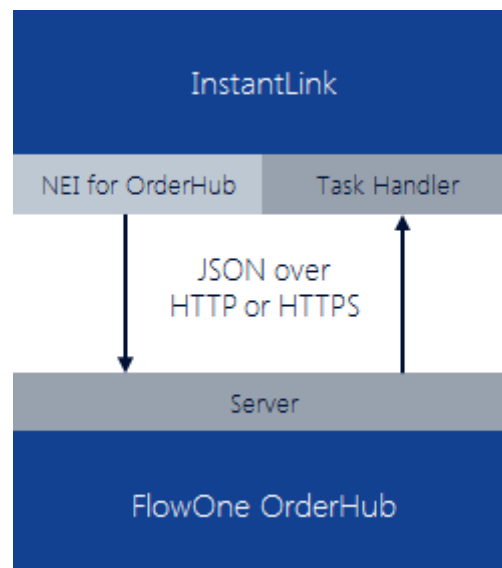 InstantLink
NEI for OrderHub
Task Handler
JSON over
HTTP or HTTPS
Server
FlowOne OrderHub